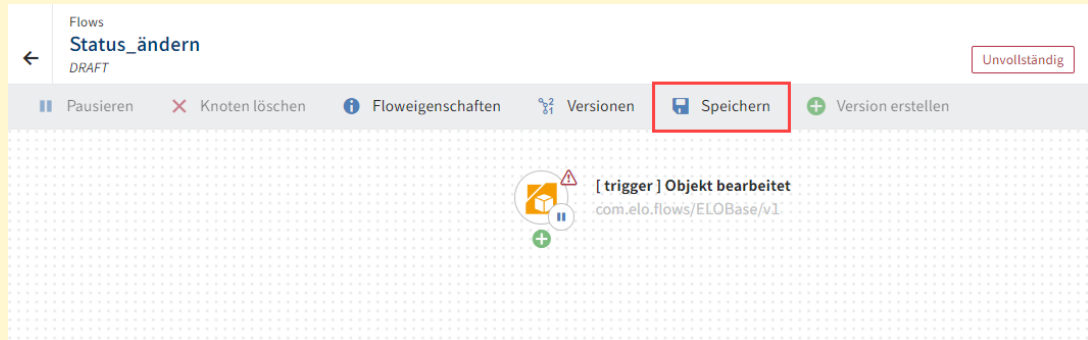 Flows
Status_ändern
DRAFT
Unvollständig
Pausieren Knoten löschen Floweigenschaften Versionen Speichern Version erstellen
[ trigger ] Objekt bearbeitet
com.elo.flows/ELOBase/v1